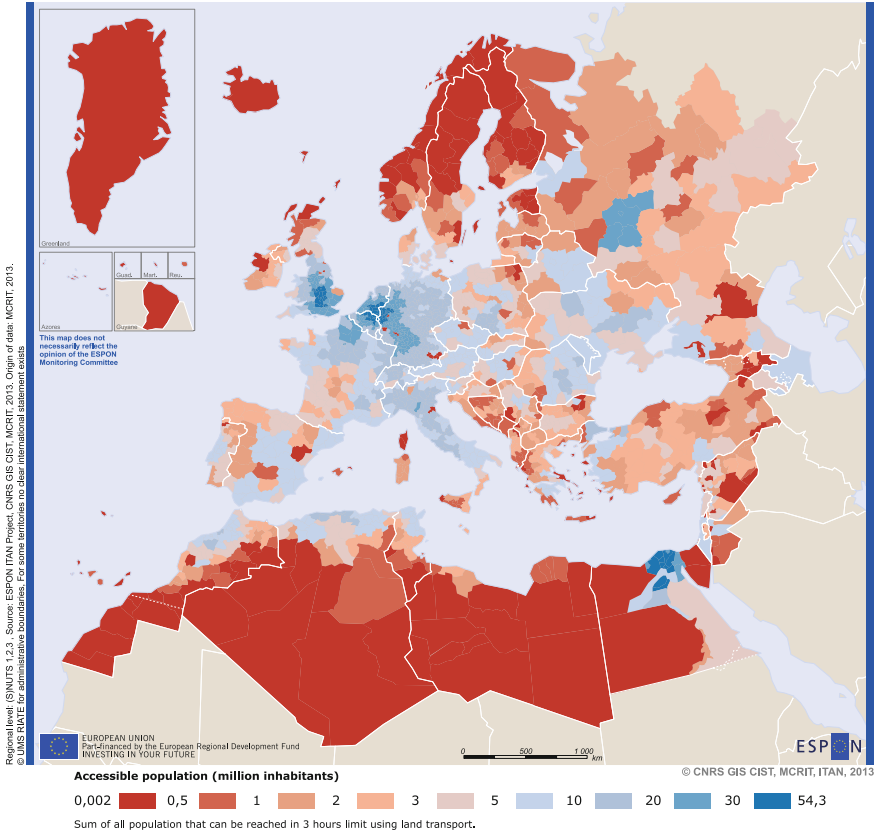 Greenland
Azores
Guad.
Mart.
Reu.
Guyane
This map does not
necessarily reflect the
opinion of the ESPON
Monitoring Committee
Regional level: (S)NUTS 1,2,3 , Source: ESPON ITAN Project, CNRS GIS CIST, MCRIT, 2013, Origin of data: MCRIT, 2013.
© UMS RIATE for administrative boundaries. For some territories no clear international statement exists
EUROPEAN UNION
Part-financed by the European Regional Development Fund
INVESTING IN YOUR FUTURE
0 500 1 000
km
ESPON
© CNRS GIS CIST, MCRIT, ITAN, 2013
Accessible population (million inhabitants)
0,002 0,5 1 2 3 5 10 20 30 54,3
Sum of all population that can be reached in 3 hours limit using land transport.